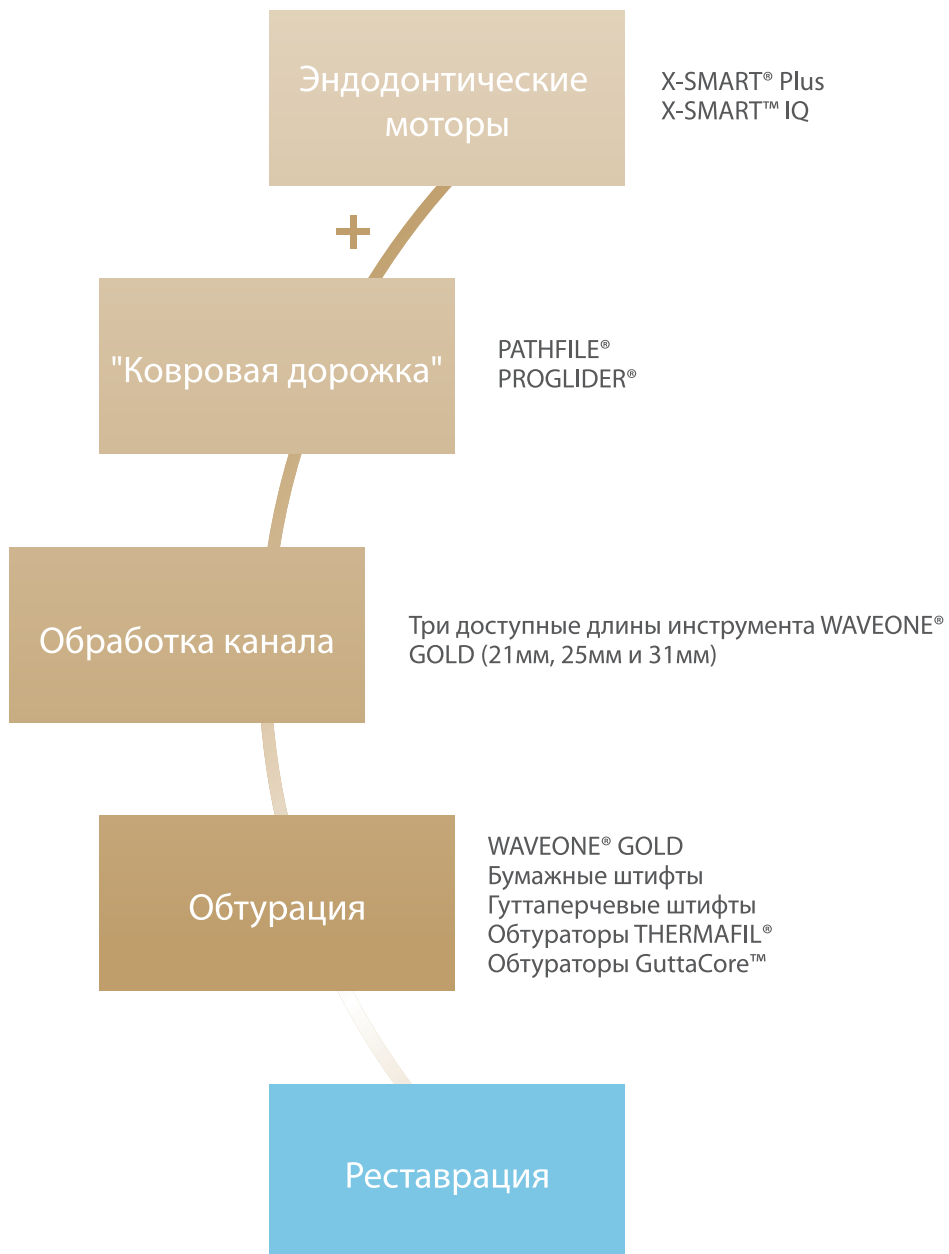 Эндодонтические
моторы
X-SMART® Plus
X-SMART™ IQ
+
"Ковровая дорожка"
PATHFILE®
PROGLIDER®
Обработка канала
Три доступные длины инструмента WAVEONE®
GOLD (21мм, 25мм и 31мм)
Обтурация
WAVEONE® GOLD
Бумажные штифты
Гуттаперчевые штифты
Обтураторы THERMAFIL®
Обтураторы GuttaCore™
Реставрация